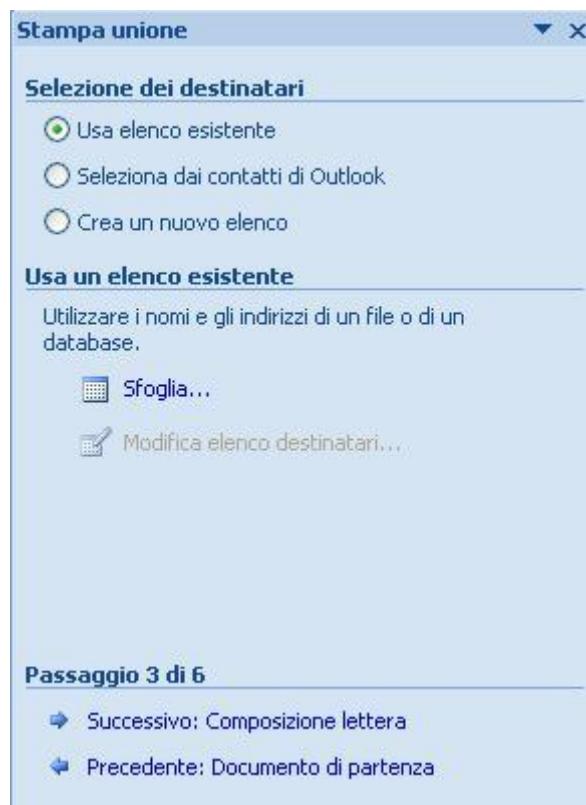 Stampa unione
Selezione dei destinatari
Usa elenco esistente
Seleziona dai contatti di Outlook
Crea un nuovo elenco
Usa un elenco esistente
Utilizzare i nomi e gli indirizzi di un file o di un
database.
Sfoglia...
Modifica elenco destinatari...
Passaggio 3 di 6
Successivo: Composizione lettera
Precedente: Documento di partenza